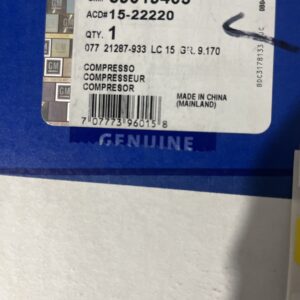 ACD# 15-22220
QTY. 1
077 21287-933 LC 15 GR. 9.170
COMPRESSO
COMPRESSEUR
COMPRESOR
MADE IN CHINA
(MAINLAND)
7 07773 96015 8
GENUINE
GM